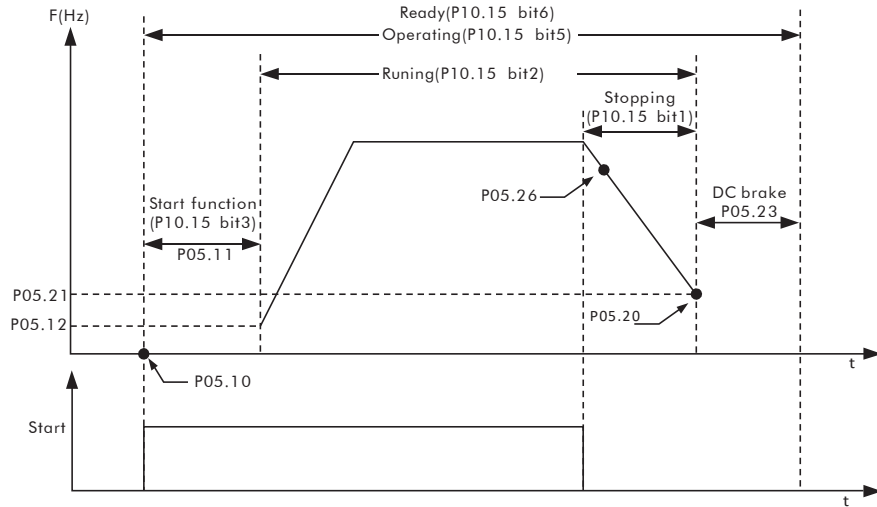 Ready(P10.15 bit6)
F(Hz)
Operating(P10.15 bit5)
Runing(P10.15 bit2)
Stopping
(P10.15 bit1)
P05.26
DC brake
P05.23
Start function
(P10.15 bit3)
P05.11
P05.21
P05.12
P05.20
t
P05.10
Start
t